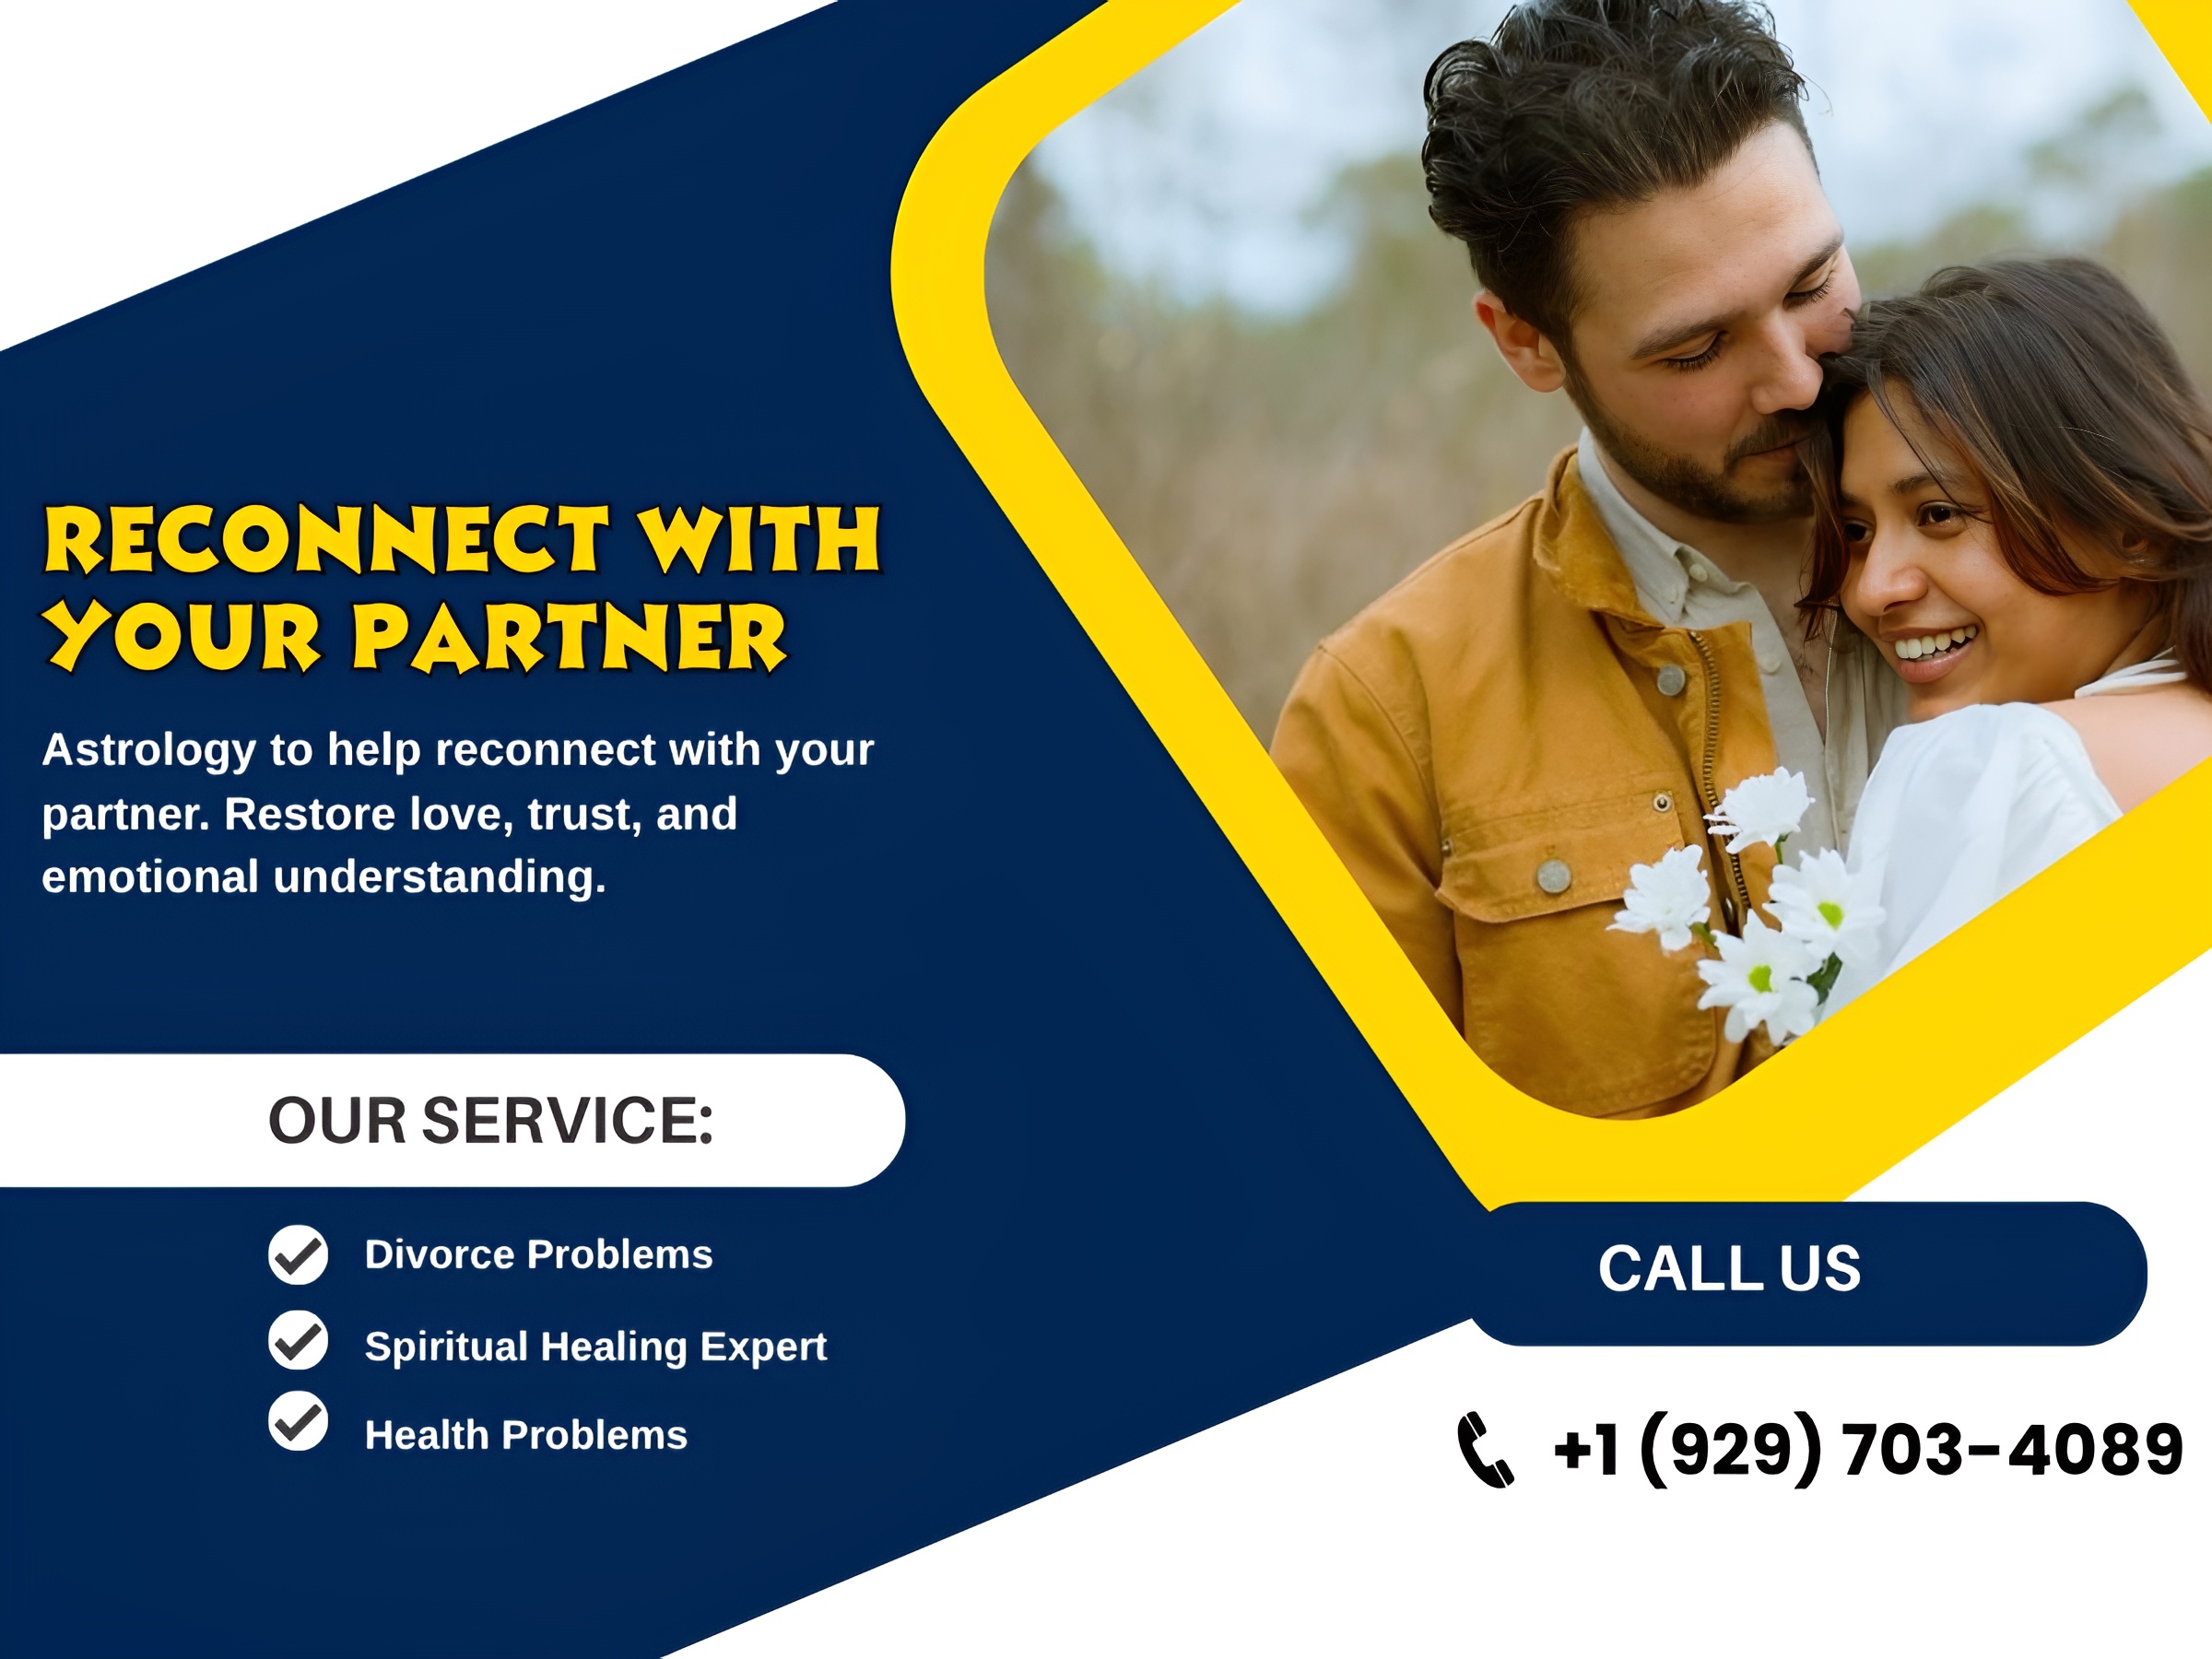 RECONNECT WITH
YOUR PARTNER
Astrology to help reconnect with your
partner. Restore love, trust, and
emotional understanding.
OUR SERVICE:
Divorce Problems
Spiritual Healing Expert
Health Problems
CALL US
+1 (929) 703-4089